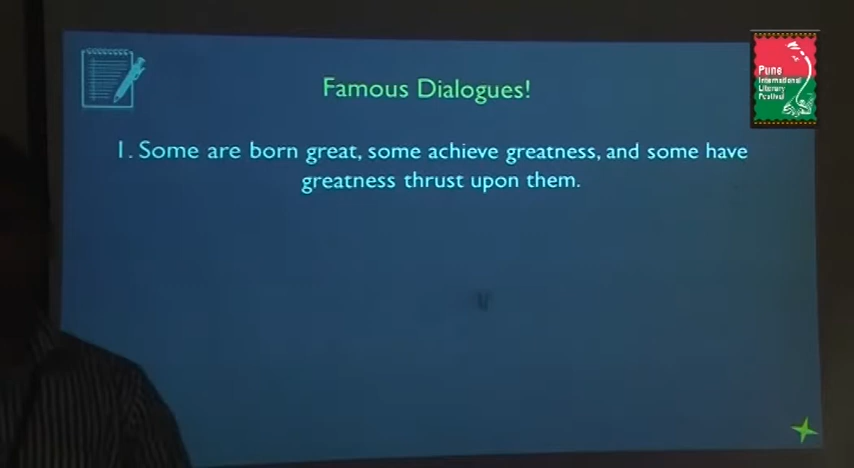 Famous Dialogues!
1. Some are born great, some achieve greatness, and some have
greatness thrust upon them.
Pune
International
Literary
Festival